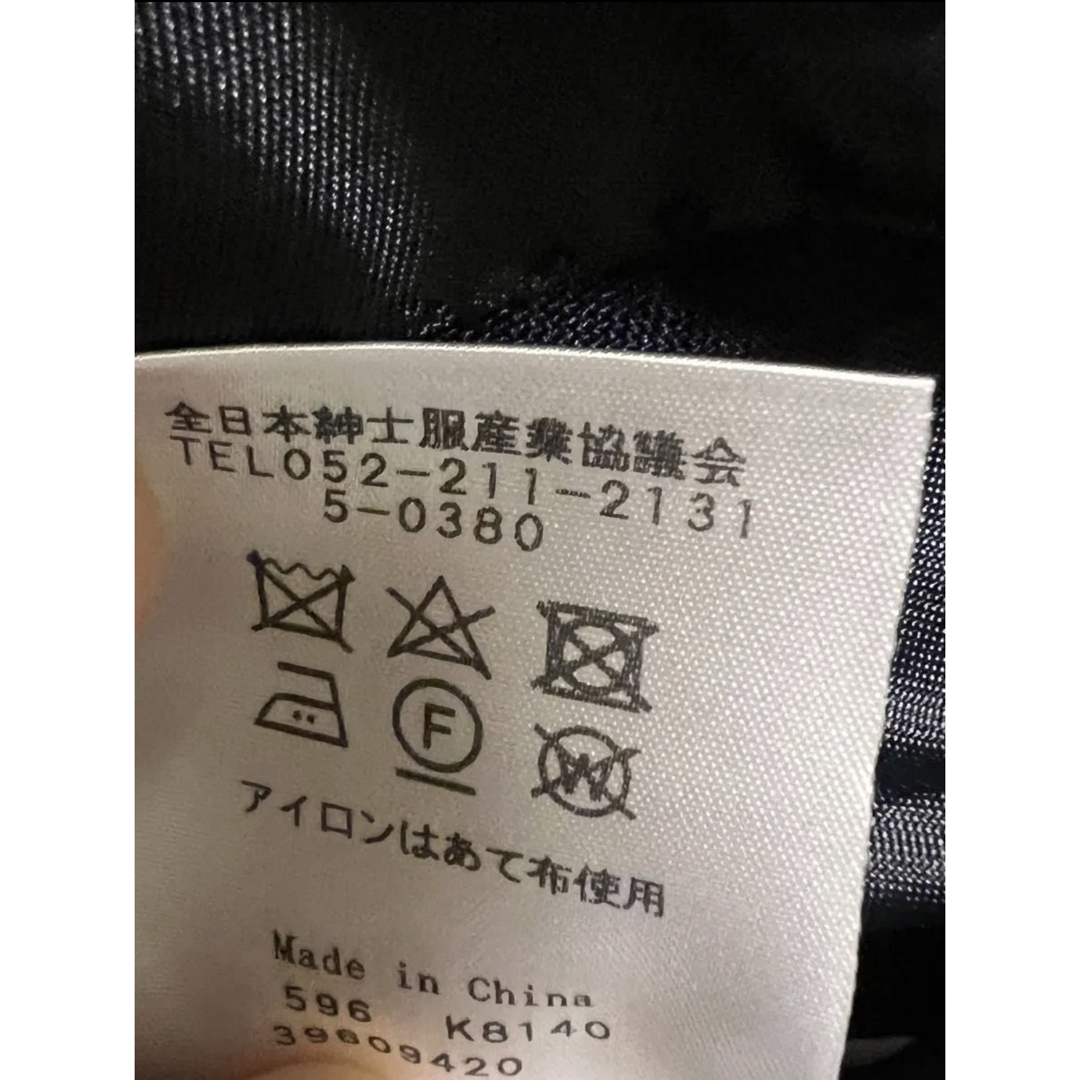 全日本紳士服産業協議会
TEL052-211-2131
5-0380
F
W
アイロンはあて布使用
Made in China
596 K8140
39609420